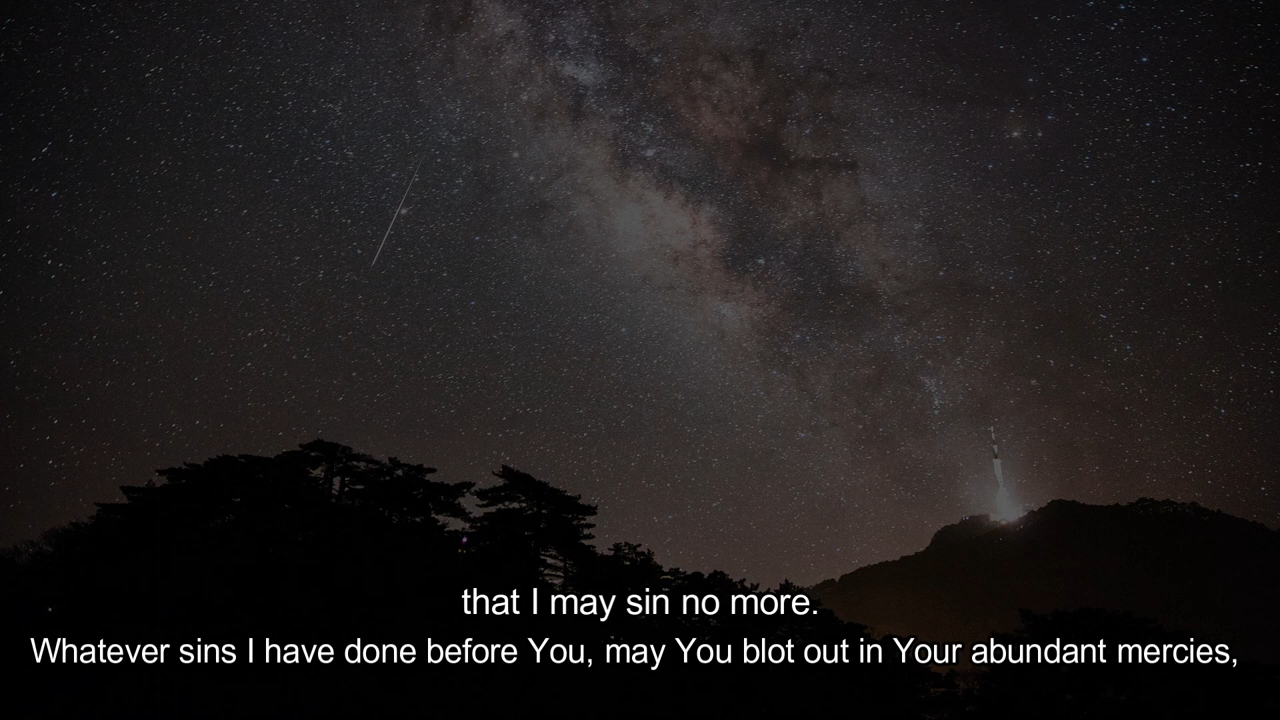 that I may sin no more.
Whatever sins I have done before You, may You blot out in Your abundant mercies,